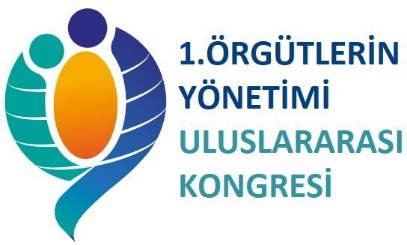 1.ÖRGÜTLERİN
YÖNETİMİ
ULUSLARARASI
KONGRESİ